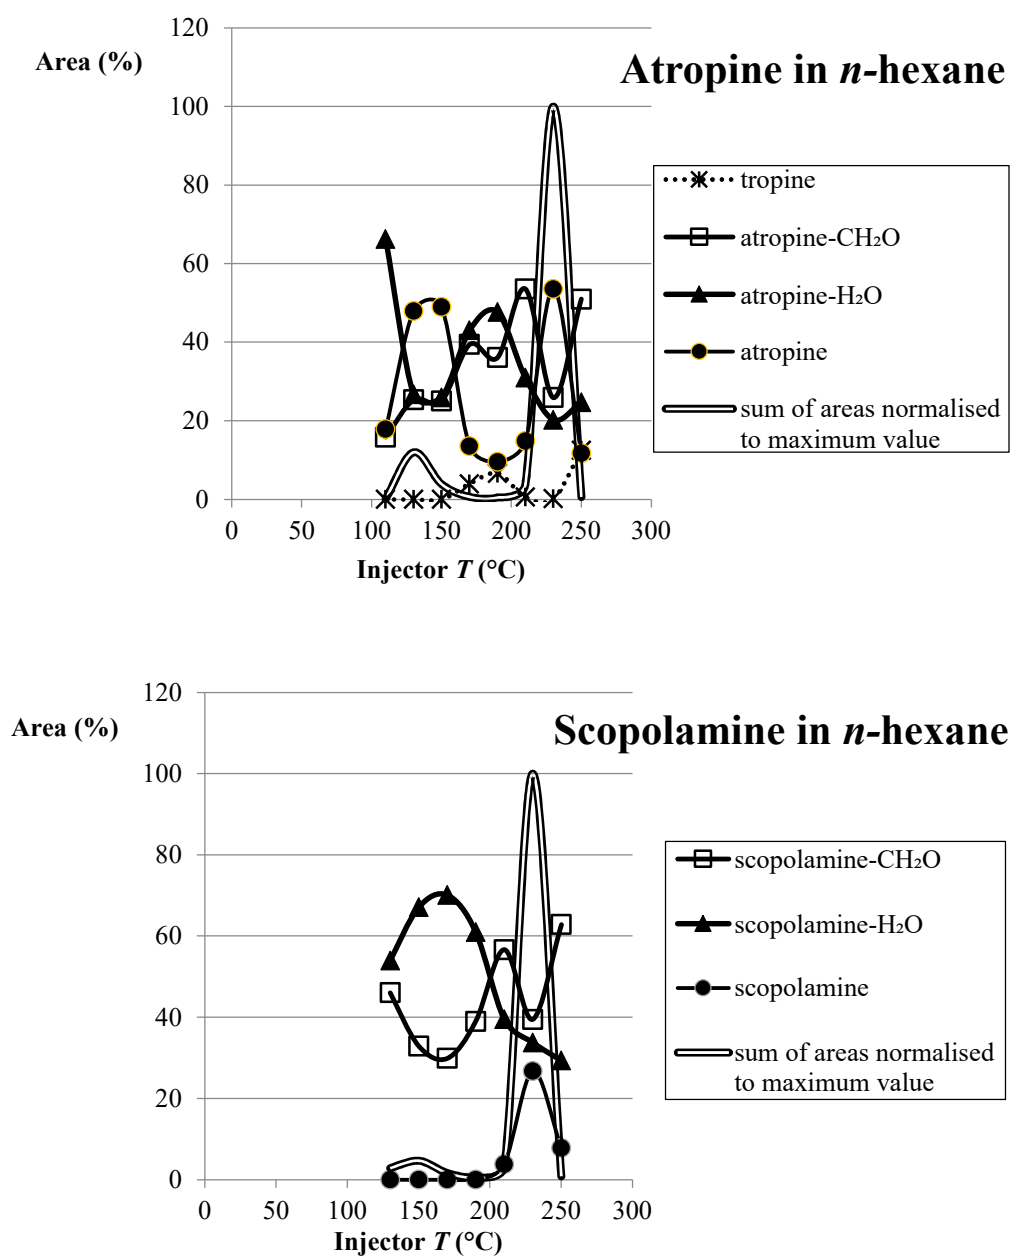 120
Area (%)
Atropine in n-hexane
100
80
60
40
20
0
0 50 100 150 200 250 300
Injector T (°C)
tropine
atropine-CH₂O
atropine-H₂O
atropine
sum of areas normalised
to maximum value
120
Area (%)
Scopolamine in n-hexane
100
80
60
40
20
0
0 50 100 150 200 250 300
Injector T (°C)
scopolamine-CH₂O
scopolamine-H₂O
scopolamine
sum of areas normalised
to maximum value